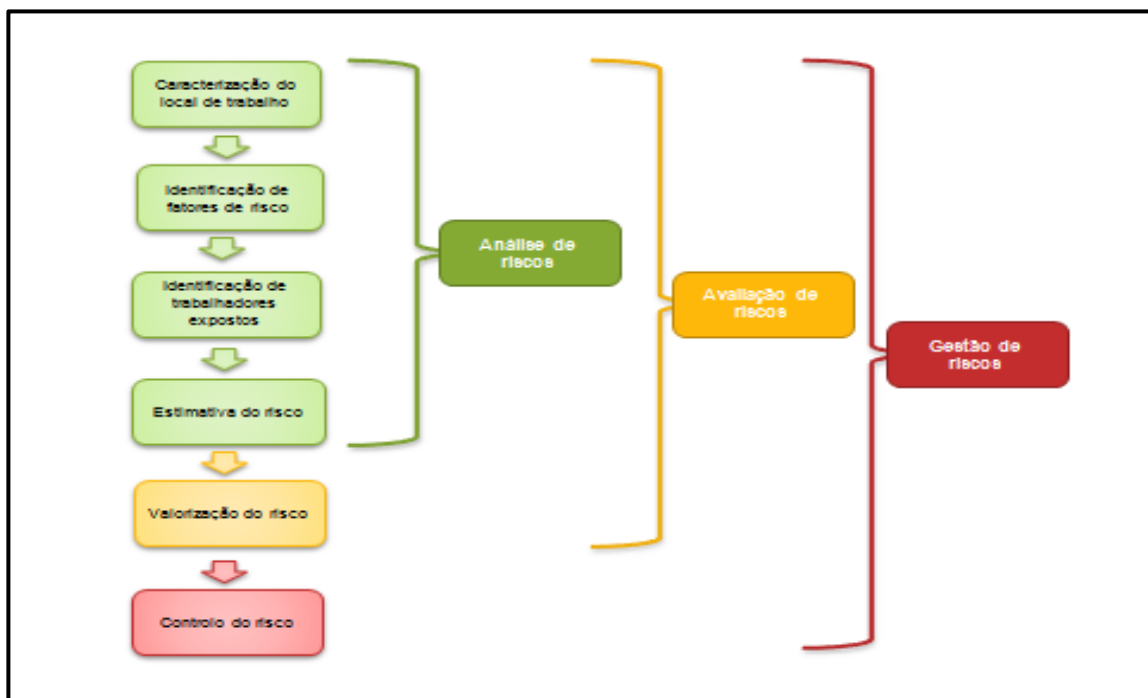 Caracterização do
local de trabalho
Identificação de
fatores de risco
Identificação de
trabalhadores
expostos
Estimativa do risco
Valorização do risco
Controlo do risco
Análise de
riscos
Avaliação de
riscos
Gestão de
riscos